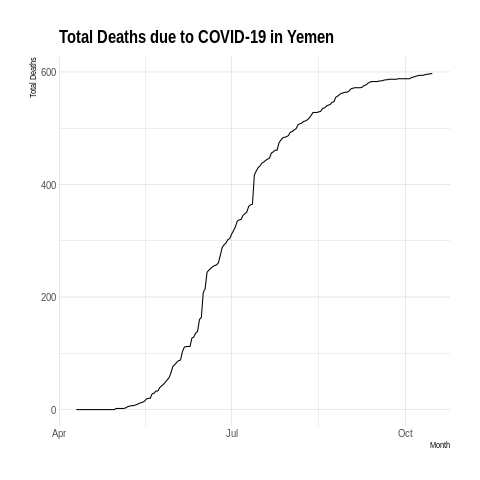 Total Deaths due to COVID-19 in Yemen
Total Deaths
600
400
200
0
Apr
Jul
Oct
Month